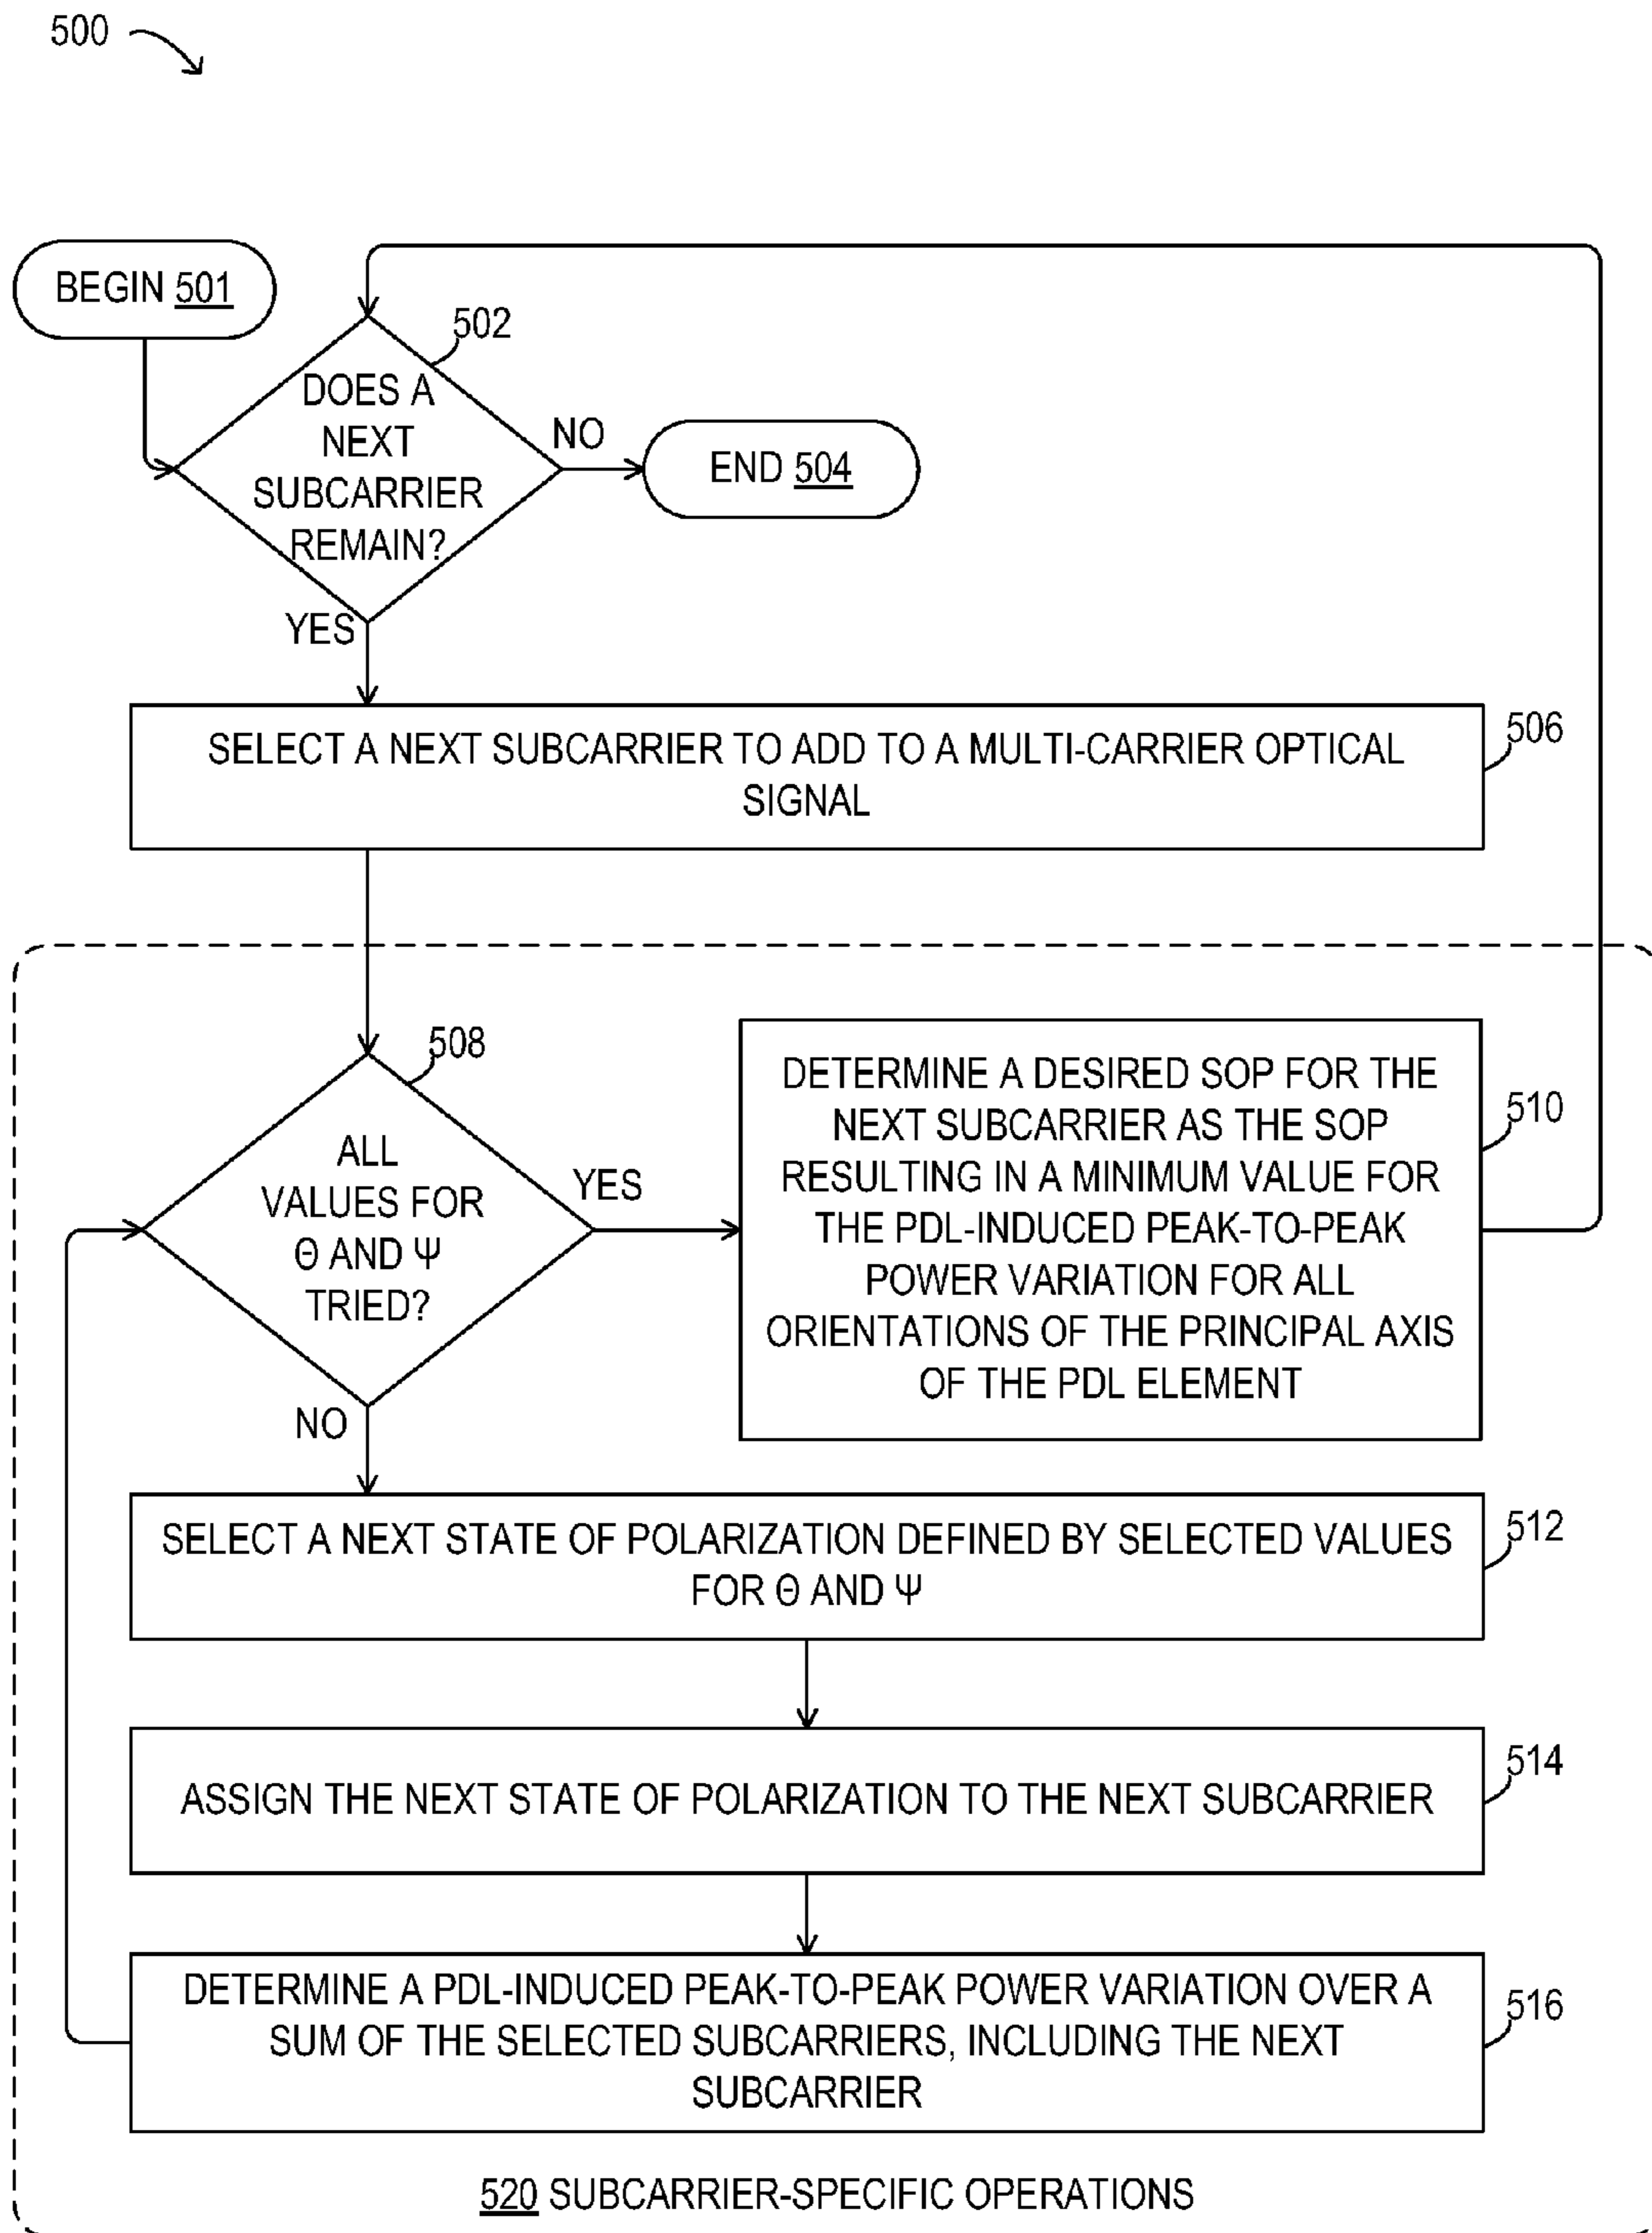 500
BEGIN 501
502
DOES A
NEXT
SUBCARRIER
REMAIN?
NO
END 504
YES
SELECT A NEXT SUBCARRIER TO ADD TO A MULTI-CARRIER OPTICAL
SIGNAL
506
508
ALL
VALUES FOR
Θ AND Ψ
TRIED?
YES
DETERMINE A DESIRED SOP FOR THE
NEXT SUBCARRIER AS THE SOP
RESULTING IN A MINIMUM VALUE FOR
THE PDL-INDUCED PEAK-TO-PEAK
POWER VARIATION FOR ALL
ORIENTATIONS OF THE PRINCIPAL AXIS
OF THE PDL ELEMENT
510
NO
SELECT A NEXT STATE OF POLARIZATION DEFINED BY SELECTED VALUES
FOR Θ AND Ψ
512
ASSIGN THE NEXT STATE OF POLARIZATION TO THE NEXT SUBCARRIER
514
DETERMINE A PDL-INDUCED PEAK-TO-PEAK POWER VARIATION OVER A
SUM OF THE SELECTED SUBCARRIERS, INCLUDING THE NEXT
SUBCARRIER
516
520 SUBCARRIER-SPECIFIC OPERATIONS